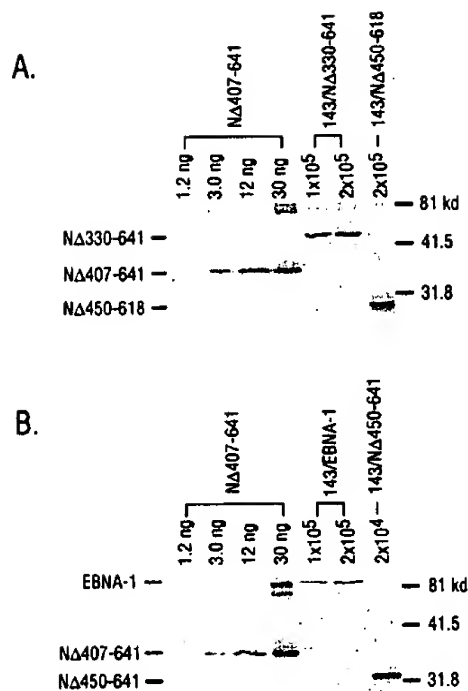 A.
NΔ407-641
143/NΔ330-641
143/NΔ450-618
1.2 ng
3.0 ng
12 ng
30 ng
1x10⁵
2x10⁵
2x10⁵
81 kd
NΔ330-641
41.5
NΔ407-641
31.8
NΔ450-618
B.
NΔ407-641
143/EBNA-1
143/NΔ450-641
1.2 ng
3.0 ng
12 ng
30 ng
1x10⁵
2x10⁵
2x10⁴
EBNA-1
81 kd
41.5
NΔ407-641
NΔ450-641
31.8